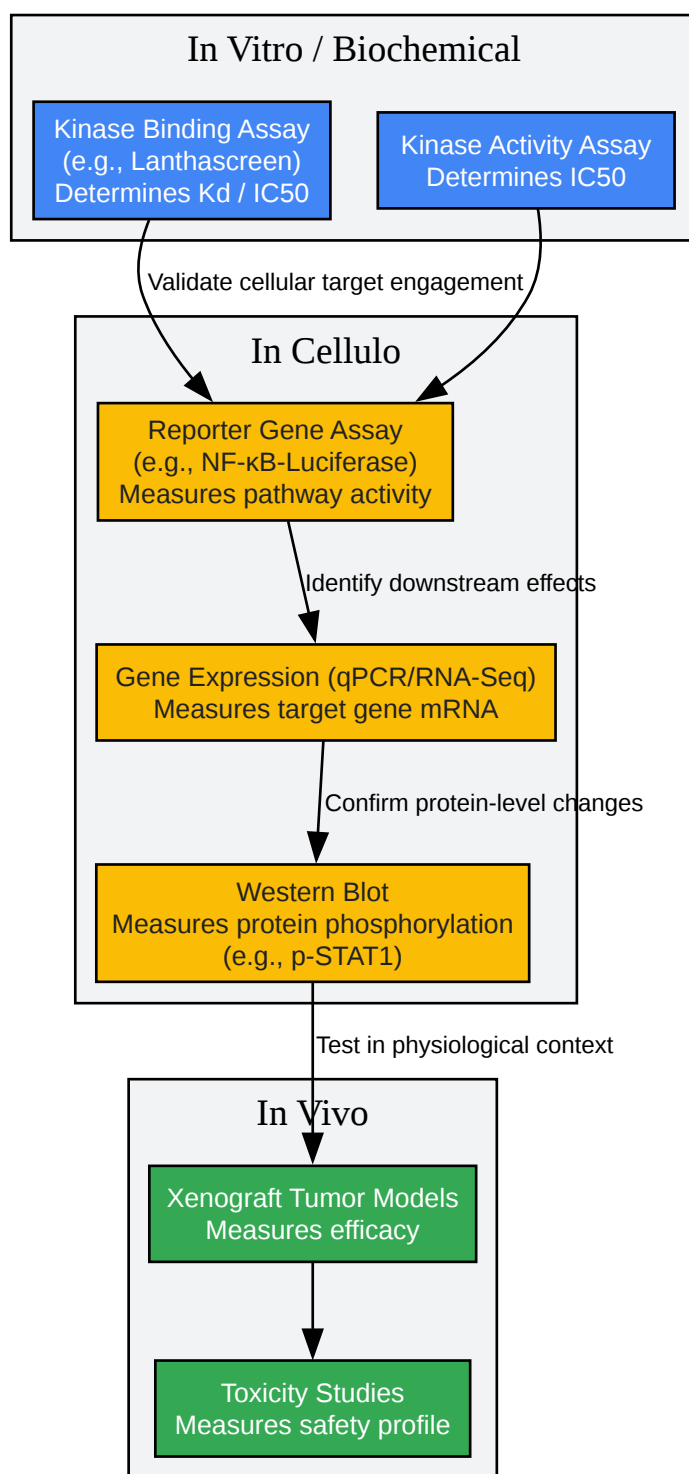 In Vitro / Biochemical
Kinase Binding Assay
(e.g., Lanthascreen)
Determines Kd / IC50
Kinase Activity Assay
Determines IC50
Validate cellular target engagement
In Cellulo
Reporter Gene Assay
(e.g., NF-κB-Luciferase)
Measures pathway activity
Identify downstream effects
Gene Expression (qPCR/RNA-Seq)
Measures target gene mRNA
Confirm protein-level changes
Western Blot
Measures protein phosphorylation
(e.g., p-STAT1)
Test in physiological context
In Vivo
Xenograft Tumor Models
Measures efficacy
Toxicity Studies
Measures safety profile